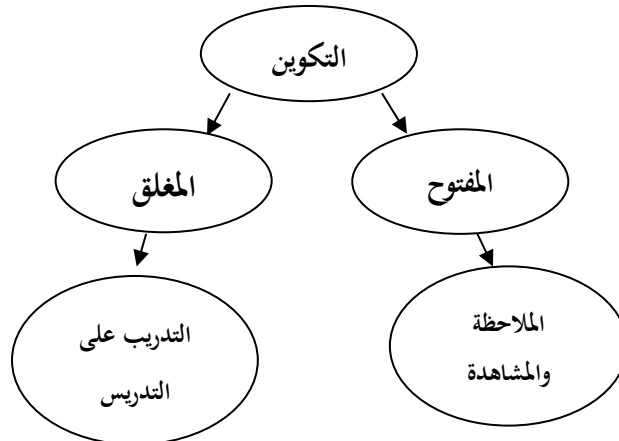 التكوين
المفتوح
المغلق
الملاحظة
والمشاهدة
التدريب على
التدريس